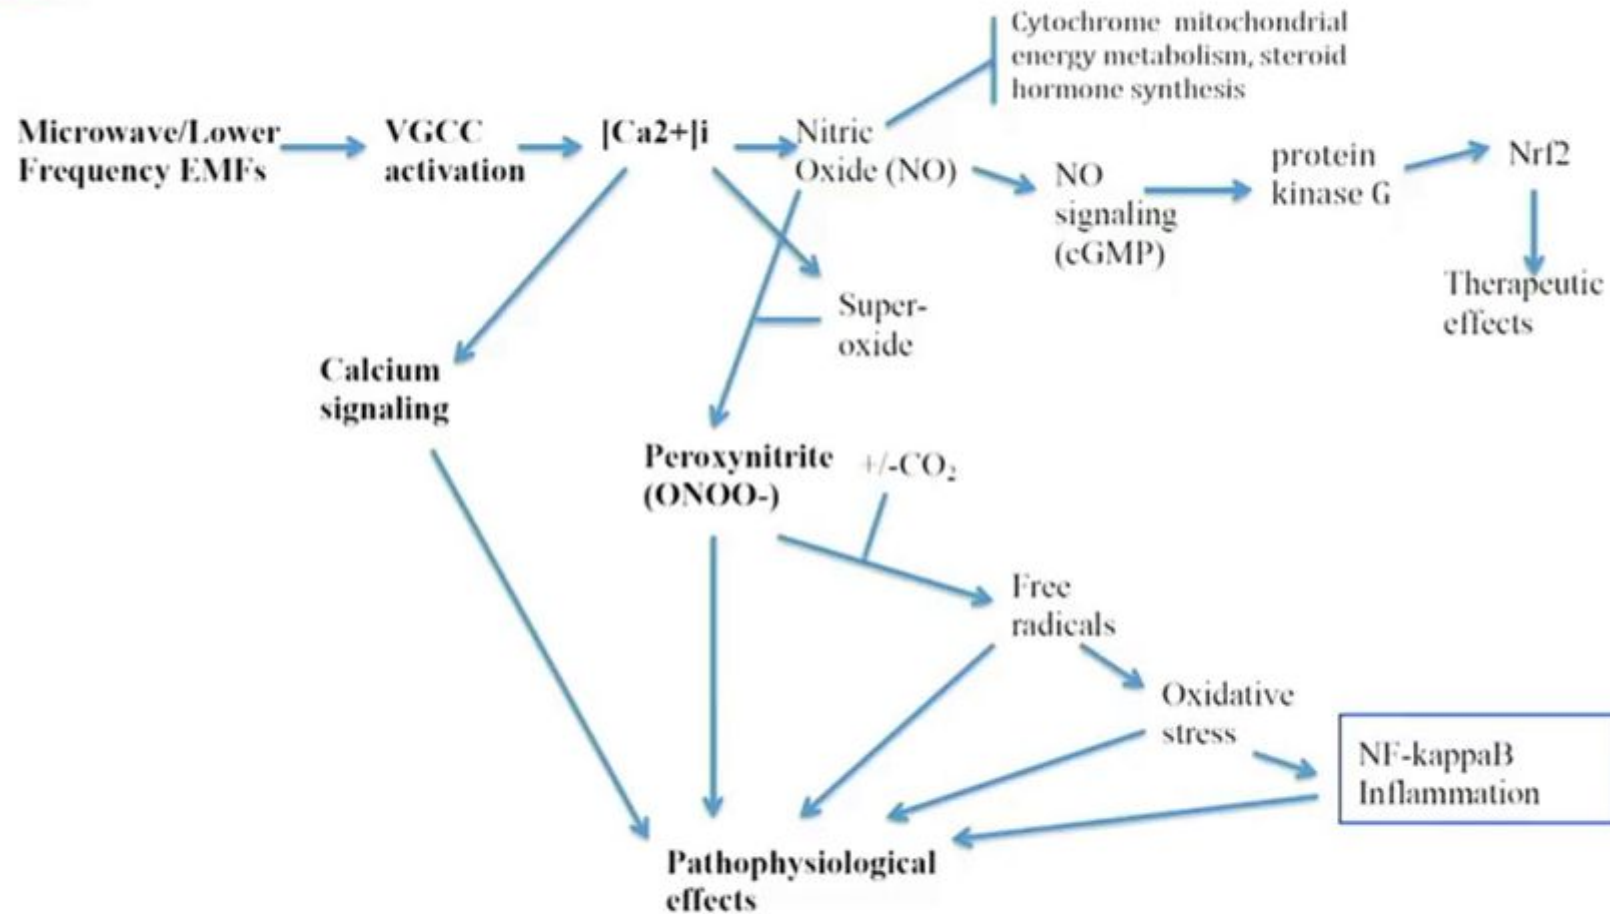 Cytochrome mitochondrial
energy metabolism, steroid
hormone synthesis
Microwave/Lower
Frequency EMFs
VGCC
activation
[Ca2+]i
Nitric
Oxide (NO)
NO
signaling
(cGMP)
protein
kinase G
Nrf2
Therapeutic
effects
Super-
oxide
Calcium
signaling
Peroxynitrite
(ONOO-)
+/-CO₂
Free
radicals
Oxidative
stress
NF-kappaB
Inflammation
Pathophysiological
effects